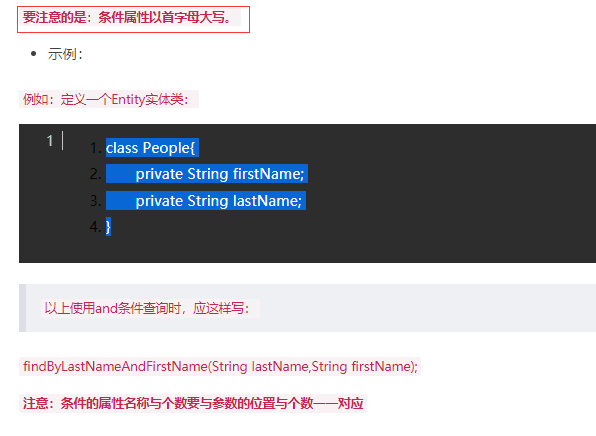 要注意的是：条件属性以首字母大写。
• 示例：
例如：定义一个Entity实体类：
1
1. class People{
2. private String firstName;
3. private String lastName;
4. }
以上使用and条件查询时，应这样写：
findByLastNameAndFirstName(String lastName,String firstName);
注意：条件的属性名称与个数要与参数的位置与个数一一对应